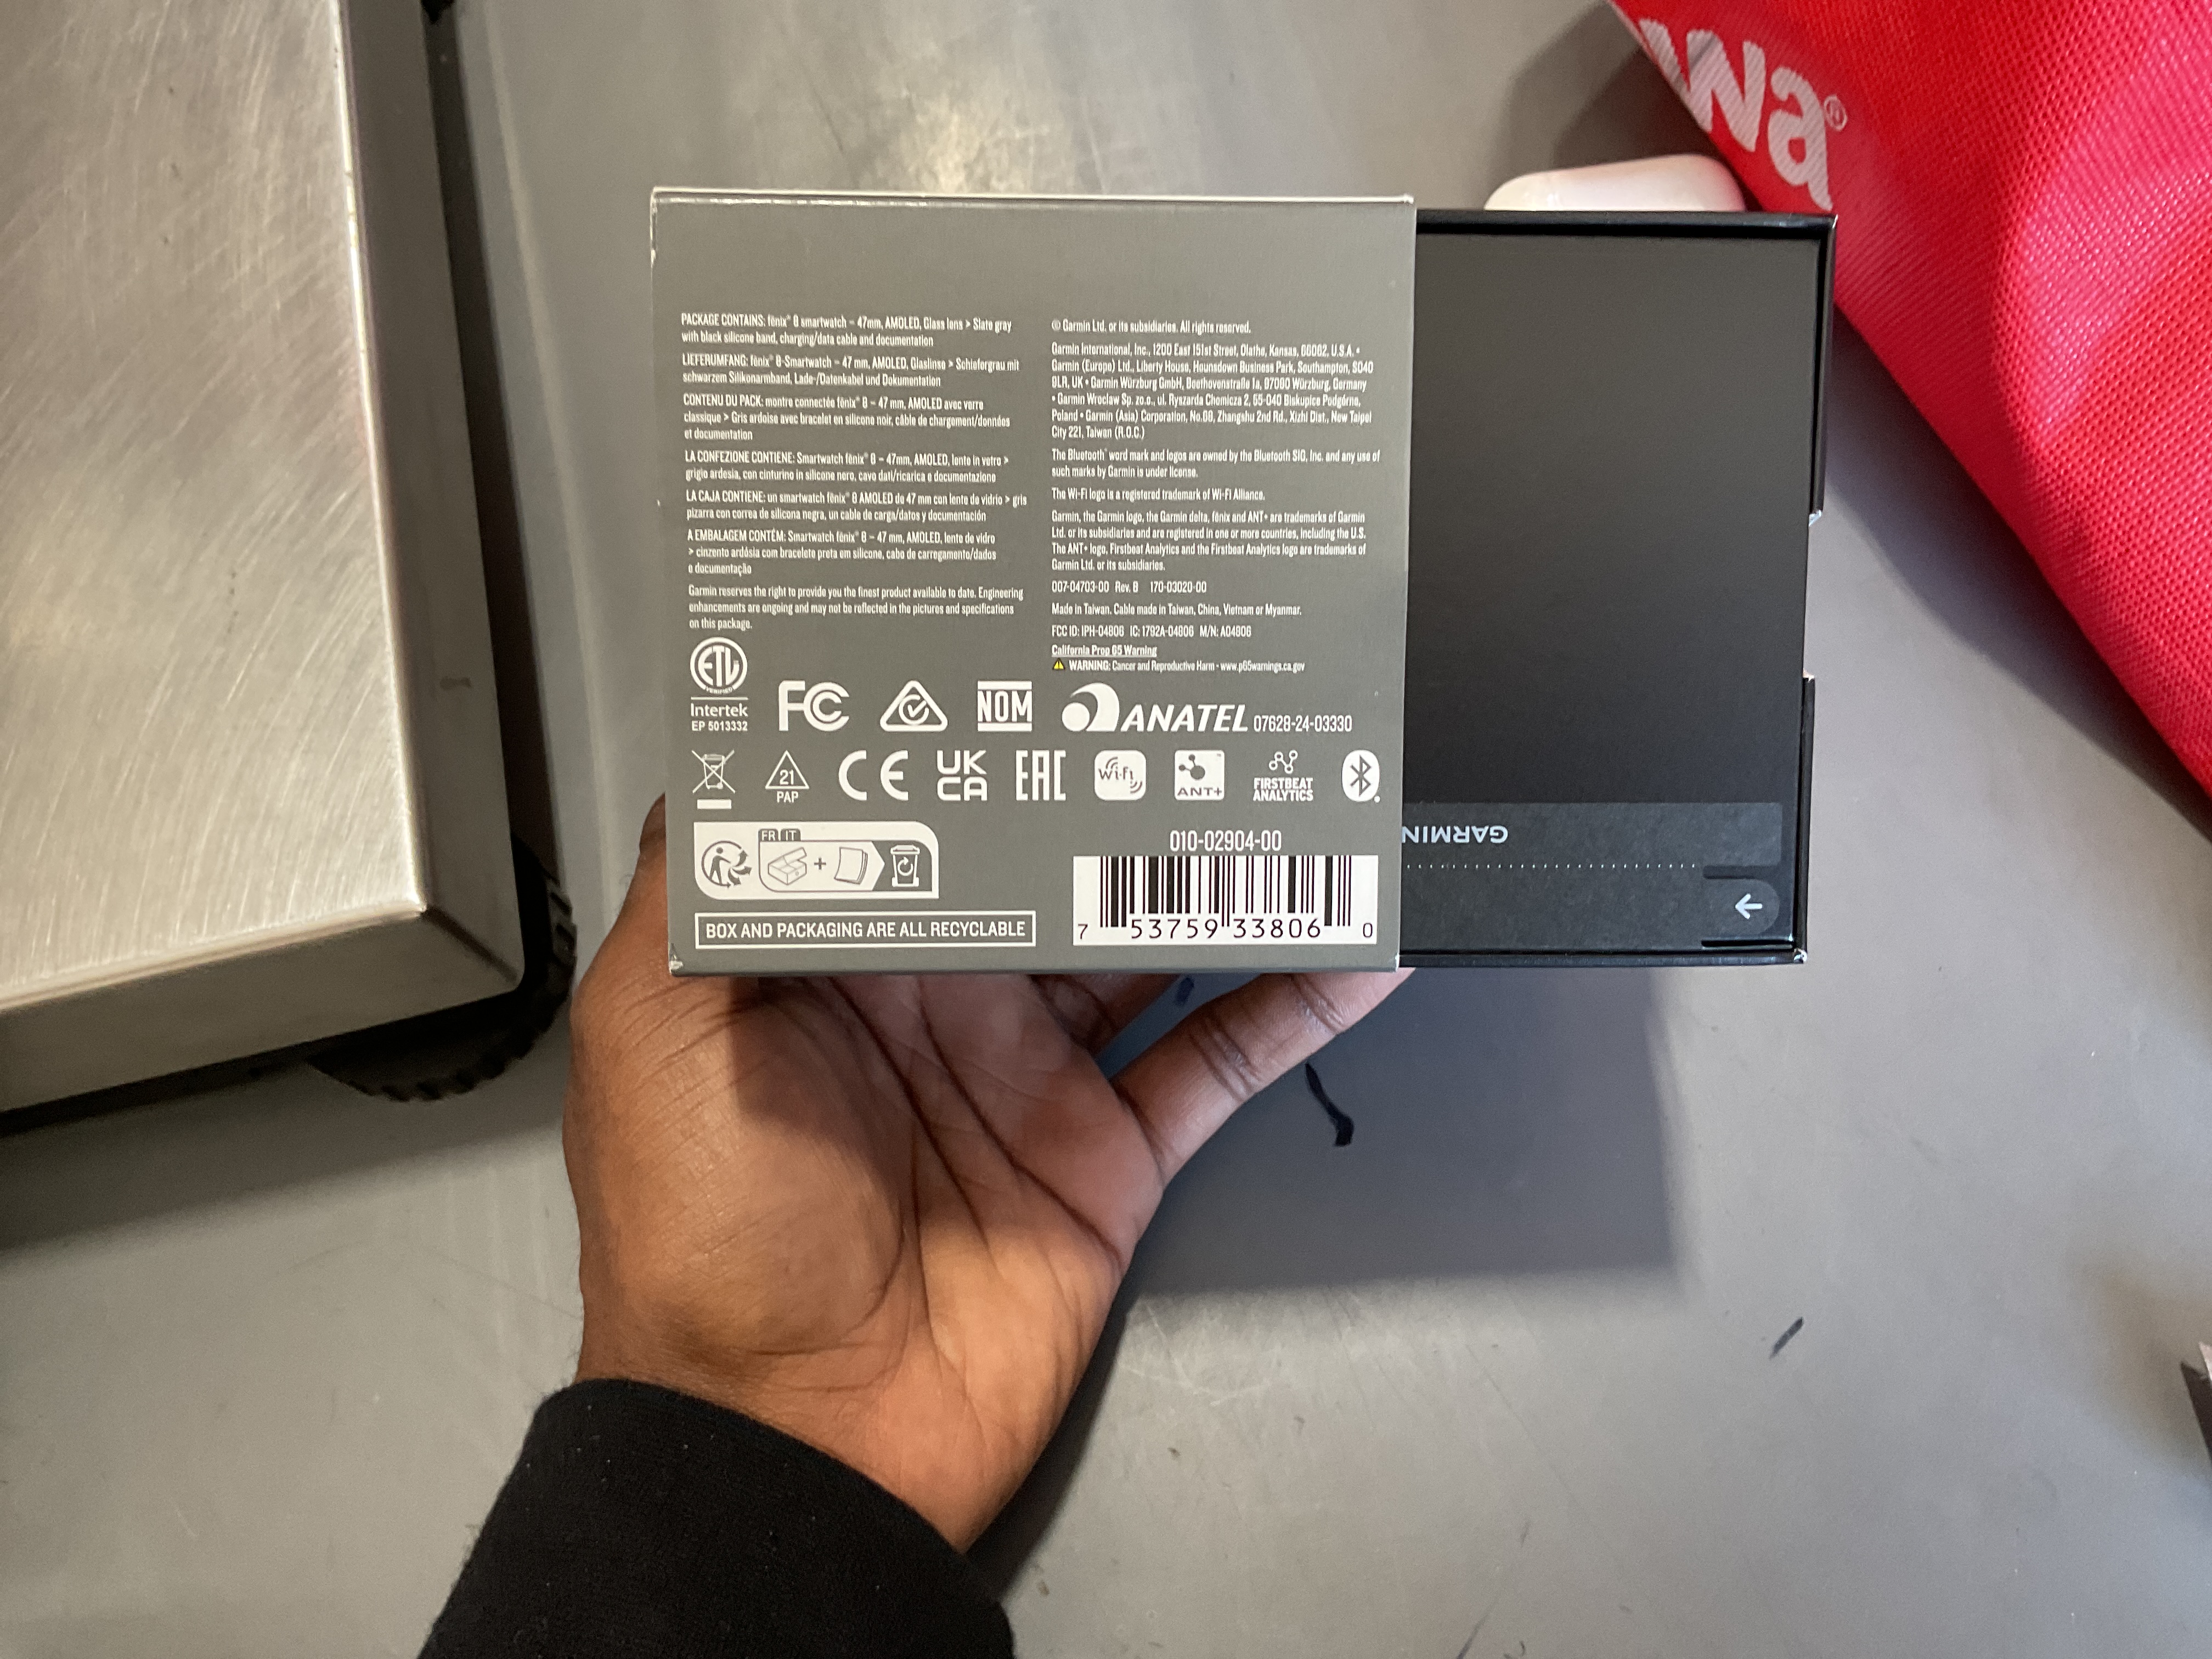 wa®
PACKAGE CONTAINS: fēnix® 8 smartwatch – 47mm, AMOLED, Glass lens > Slate gray
with black silicone band, charging/data cable and documentation
LIEFERUMFANG: fēnix® 8-Smartwatch – 47 mm, AMOLED, Glaslinse > Schiefergrau mit
schwarzem Silikonarmband, Lade-/Datenkabel und Dokumentation
CONTENU DU PACK: montre connectée fēnix® 8 – 47 mm, AMOLED avec verre
classique > Gris ardoise avec bracelet en silicone noir, câble de chargement/données
et documentation
LA CONFEZIONE CONTIENE: Smartwatch fēnix® 8 – 47mm, AMOLED, lente in vetro >
grigio ardesia, con cinturino in silicone nero, cavo dati/ricarica e documentazione
LA CAJA CONTIENE: un smartwatch fēnix® 8 AMOLED de 47 mm con lente de vidrio > gris
pizarra con correa de silicona negra, un cable de carga/datos y documentación
A EMBALAGEM CONTÉM: Smartwatch fēnix® 8 – 47 mm, AMOLED, lente de vidro
> cinzento ardósia com bracelete preta em silicone, cabo de carregamento/dados
e documentação
Garmin reserves the right to provide you the finest product available to date. Engineering
enhancements are ongoing and may not be reflected in the pictures and specifications
on this package.
© Garmin Ltd. or its subsidiaries. All rights reserved.
Garmin International, Inc., 1200 East 151st Street, Olathe, Kansas, 66062, U.S.A. •
Garmin (Europe) Ltd., Liberty House, Hounsdown Business Park, Southampton, SO40
9LR, UK • Garmin Würzburg GmbH, Beethovenstraße 1a, 97080 Würzburg, Germany
• Garmin Wroclaw Sp. zo.o., ul. Ryszarda Chomicza 2, 55-040 Biskupice Podgórne,
Poland • Garmin (Asia) Corporation, No.68, Zhangshu 2nd Rd., Xizhi Dist., New Taipei
City 221, Taiwan (R.O.C.)
The Bluetooth® word mark and logos are owned by the Bluetooth SIG, Inc. and any use of
such marks by Garmin is under license.
The Wi-Fi logo is a registered trademark of Wi-Fi Alliance.
Garmin, the Garmin logo, the Garmin delta, fēnix and ANT+ are trademarks of Garmin
Ltd. or its subsidiaries and are registered in one or more countries, including the U.S.
The ANT+ logo, Firstbeat Analytics and the Firstbeat Analytics logo are trademarks of
Garmin Ltd. or its subsidiaries.
007-04703-00 Rev. B 170-03020-00
Made in Taiwan. Cable made in Taiwan, China, Vietnam or Myanmar.
FCC ID: IPH-04806 IC: 1792A-04806 M/N: A04806
California Prop 65 Warning
WARNING: Cancer and Reproductive Harm - www.p65warnings.ca.gov
ETL
VERIFIED
Intertek
EP 5013332
FC
NOM
ANATEL 07628-24-03330
21
PAP
CE
UK
CA
EAC
Wi-Fi
ANT+
FIRSTBEAT
ANALYTICS
FR IT
+
BOX AND PACKAGING ARE ALL RECYCLABLE
010-02904-00
7 53759 33806 0
GARMIN